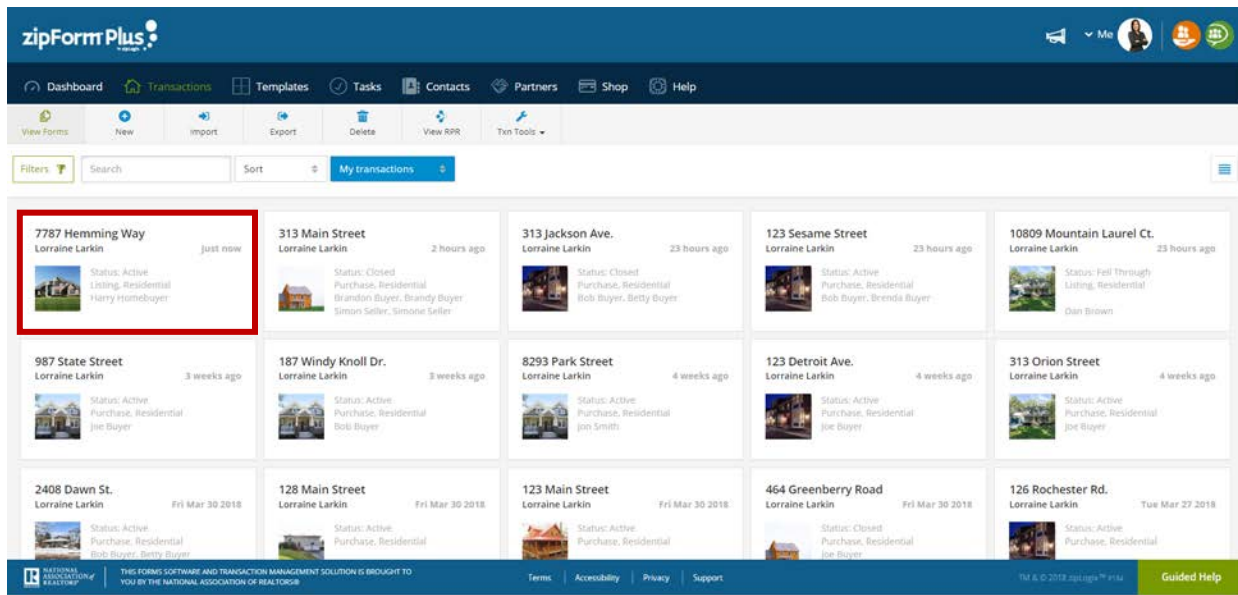 zipForm Plus
Me
Dashboard Transactions Templates Tasks Contacts Partners Shop Help
View Forms New Import Export Delete View RPR Txn Tools
Filters Search Sort My transactions
7787 Hemming Way
Lorraine Larkin Just now
Status: Active
Listing, Residential
Harry Homebuyer
313 Main Street
Lorraine Larkin 2 hours ago
Status: Closed
Purchase, Residential
Brandon Buyer, Brandy Buyer
Simon Seller, Simone Seller
313 Jackson Ave.
Lorraine Larkin 23 hours ago
Status: Closed
Purchase, Residential
Bob Buyer, Betty Buyer
123 Sesame Street
Lorraine Larkin 23 hours ago
Status: Active
Purchase, Residential
Bob Buyer, Brenda Buyer
10809 Mountain Laurel Ct.
Lorraine Larkin 23 hours ago
Status: Fell Through
Listing, Residential
Dan Brown
987 State Street
Lorraine Larkin 3 weeks ago
Status: Active
Purchase, Residential
Joe Buyer
187 Windy Knoll Dr.
Lorraine Larkin 3 weeks ago
Status: Active
Purchase, Residential
Bob Buyer
8293 Park Street
Lorraine Larkin 4 weeks ago
Status: Active
Purchase, Residential
Jon Smith
123 Detroit Ave.
Lorraine Larkin 4 weeks ago
Status: Active
Purchase, Residential
Joe Buyer
313 Orion Street
Lorraine Larkin 4 weeks ago
Status: Active
Purchase, Residential
Joe Buyer
2408 Dawn St.
Lorraine Larkin Fri Mar 30 2018
Status: Active
Purchase, Residential
Bob Buyer, Betty Buyer
128 Main Street
Lorraine Larkin Fri Mar 30 2018
Status: Active
Purchase, Residential
123 Main Street
Lorraine Larkin Fri Mar 30 2018
Status: Active
Purchase, Residential
464 Greenberry Road
Lorraine Larkin Fri Mar 30 2018
Status: Closed
Purchase, Residential
Joe Buyer
126 Rochester Rd.
Lorraine Larkin Tue Mar 27 2018
Status: Active
Purchase, Residential
NATIONAL
ASSOCIATION of
REALTORS®
THIS FORMS SOFTWARE AND TRANSACTION MANAGEMENT SOLUTION IS BROUGHT TO
YOU BY THE NATIONAL ASSOCIATION OF REALTORS®
Terms Accessibility Privacy Support
TM & © 2018 zipLogix™
Guided Help